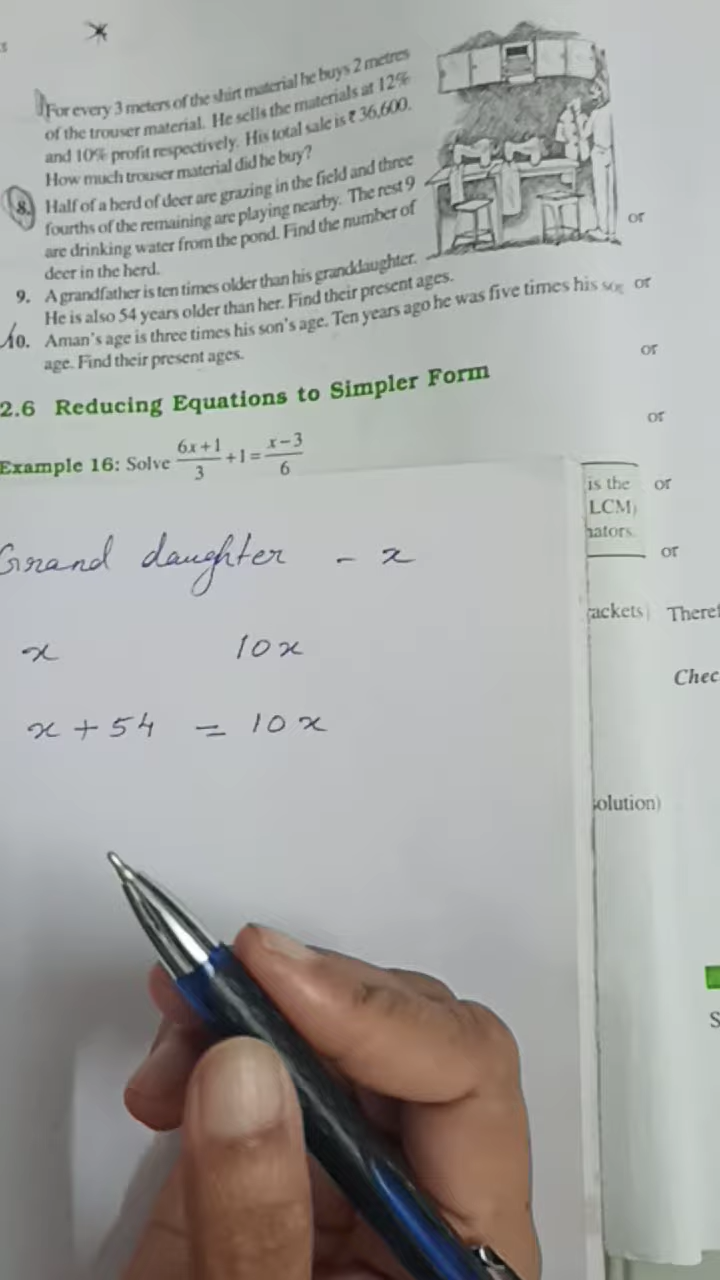 For every 3 meters of the shirt material he buys 2 metres
of the trouser material. He sells the materials at 12%
and 10% profit respectively. His total sale is ₹ 36,600.
How much trouser material did he buy?
8. Half of a herd of deer are grazing in the field and three
fourths of the remaining are playing nearby. The rest 9
are drinking water from the pond. Find the number of
deer in the herd.
9. A grandfather is ten times older than his granddaughter.
He is also 54 years older than her. Find their present ages.
10. Aman's age is three times his son's age. Ten years ago he was five times his
age. Find their present ages.
2.6 Reducing Equations to Simpler Form
Example 16: Solve (6x+1)/3 +1= (x−3)/6
Grand daughter - x
x 10x
x + 54 = 10x
or
or
or
or
is the or
LCM)
or
Chec